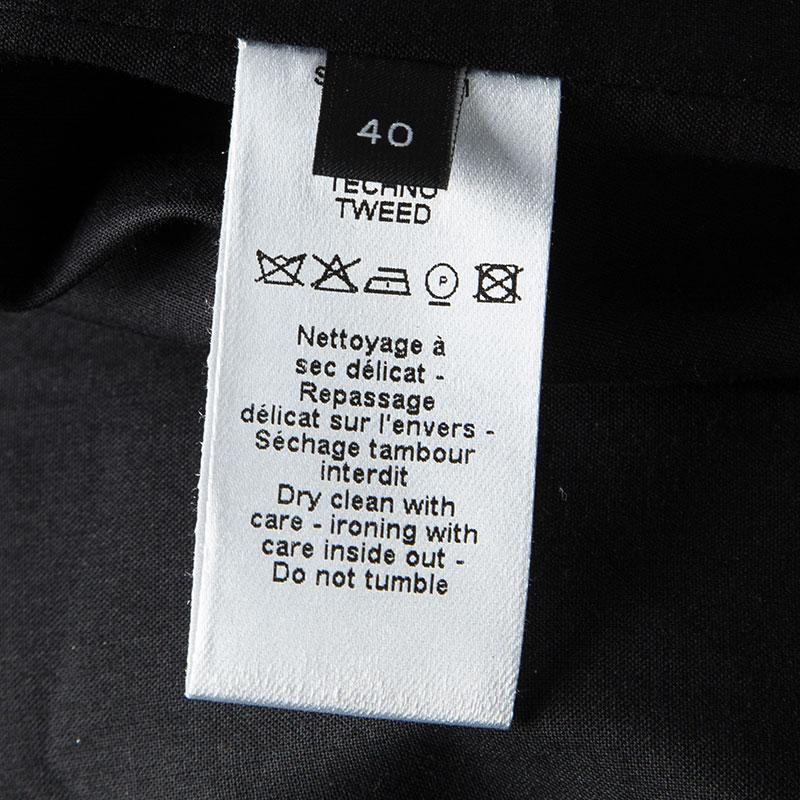 40
TECHNO
TWEED
P
Nettoyage à
sec délicat -
Repassage
délicat sur l'envers -
Séchage tambour
interdit
Dry clean with
care - ironing with
care inside out -
Do not tumble